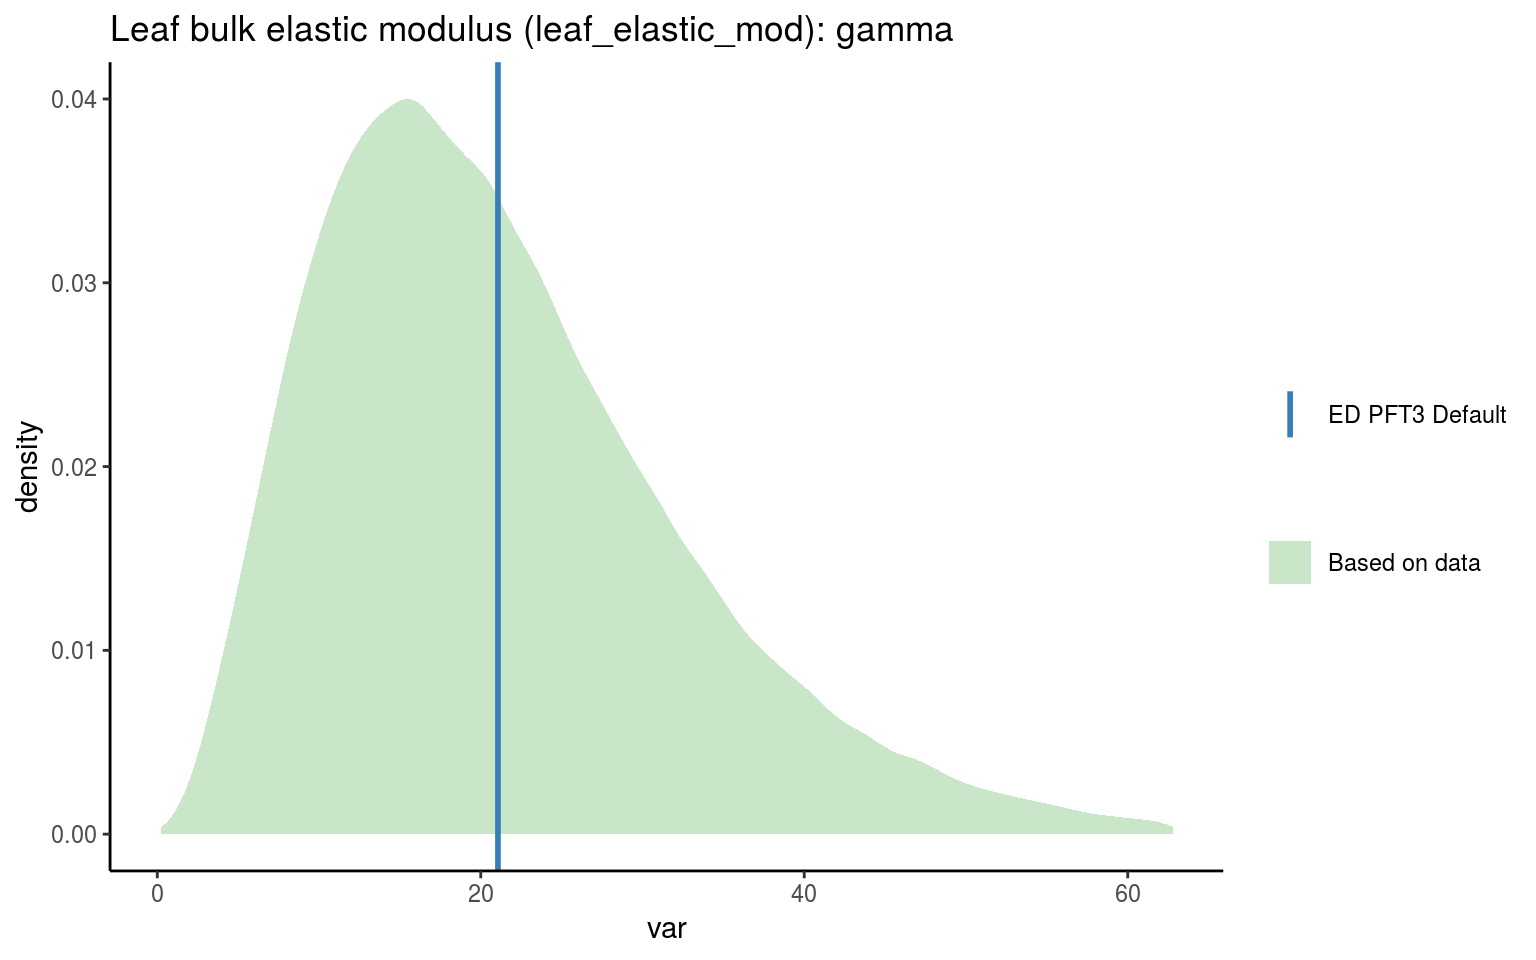 Leaf bulk elastic modulus (leaf_elastic_mod): gamma
density
0.04
0.03
0.02
0.01
0.00
0 20 40 60
var
ED PFT3 Default
Based on data